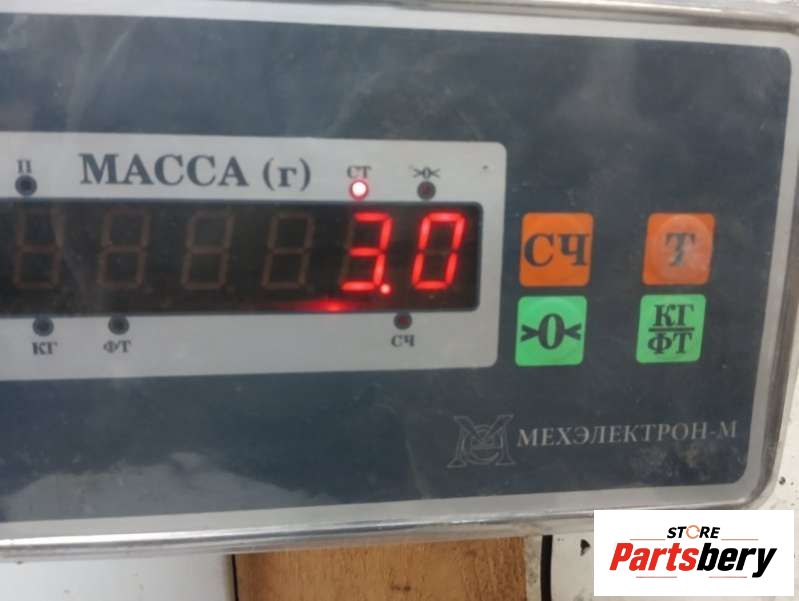 П
МАССА (г)
СТ
>0<
3.0
КГ
ФТ
СЧ
СЧ
Т
>0<
КГ
ФТ
МЕХЭЛЕКТРОН-М
STORE
Partsbery